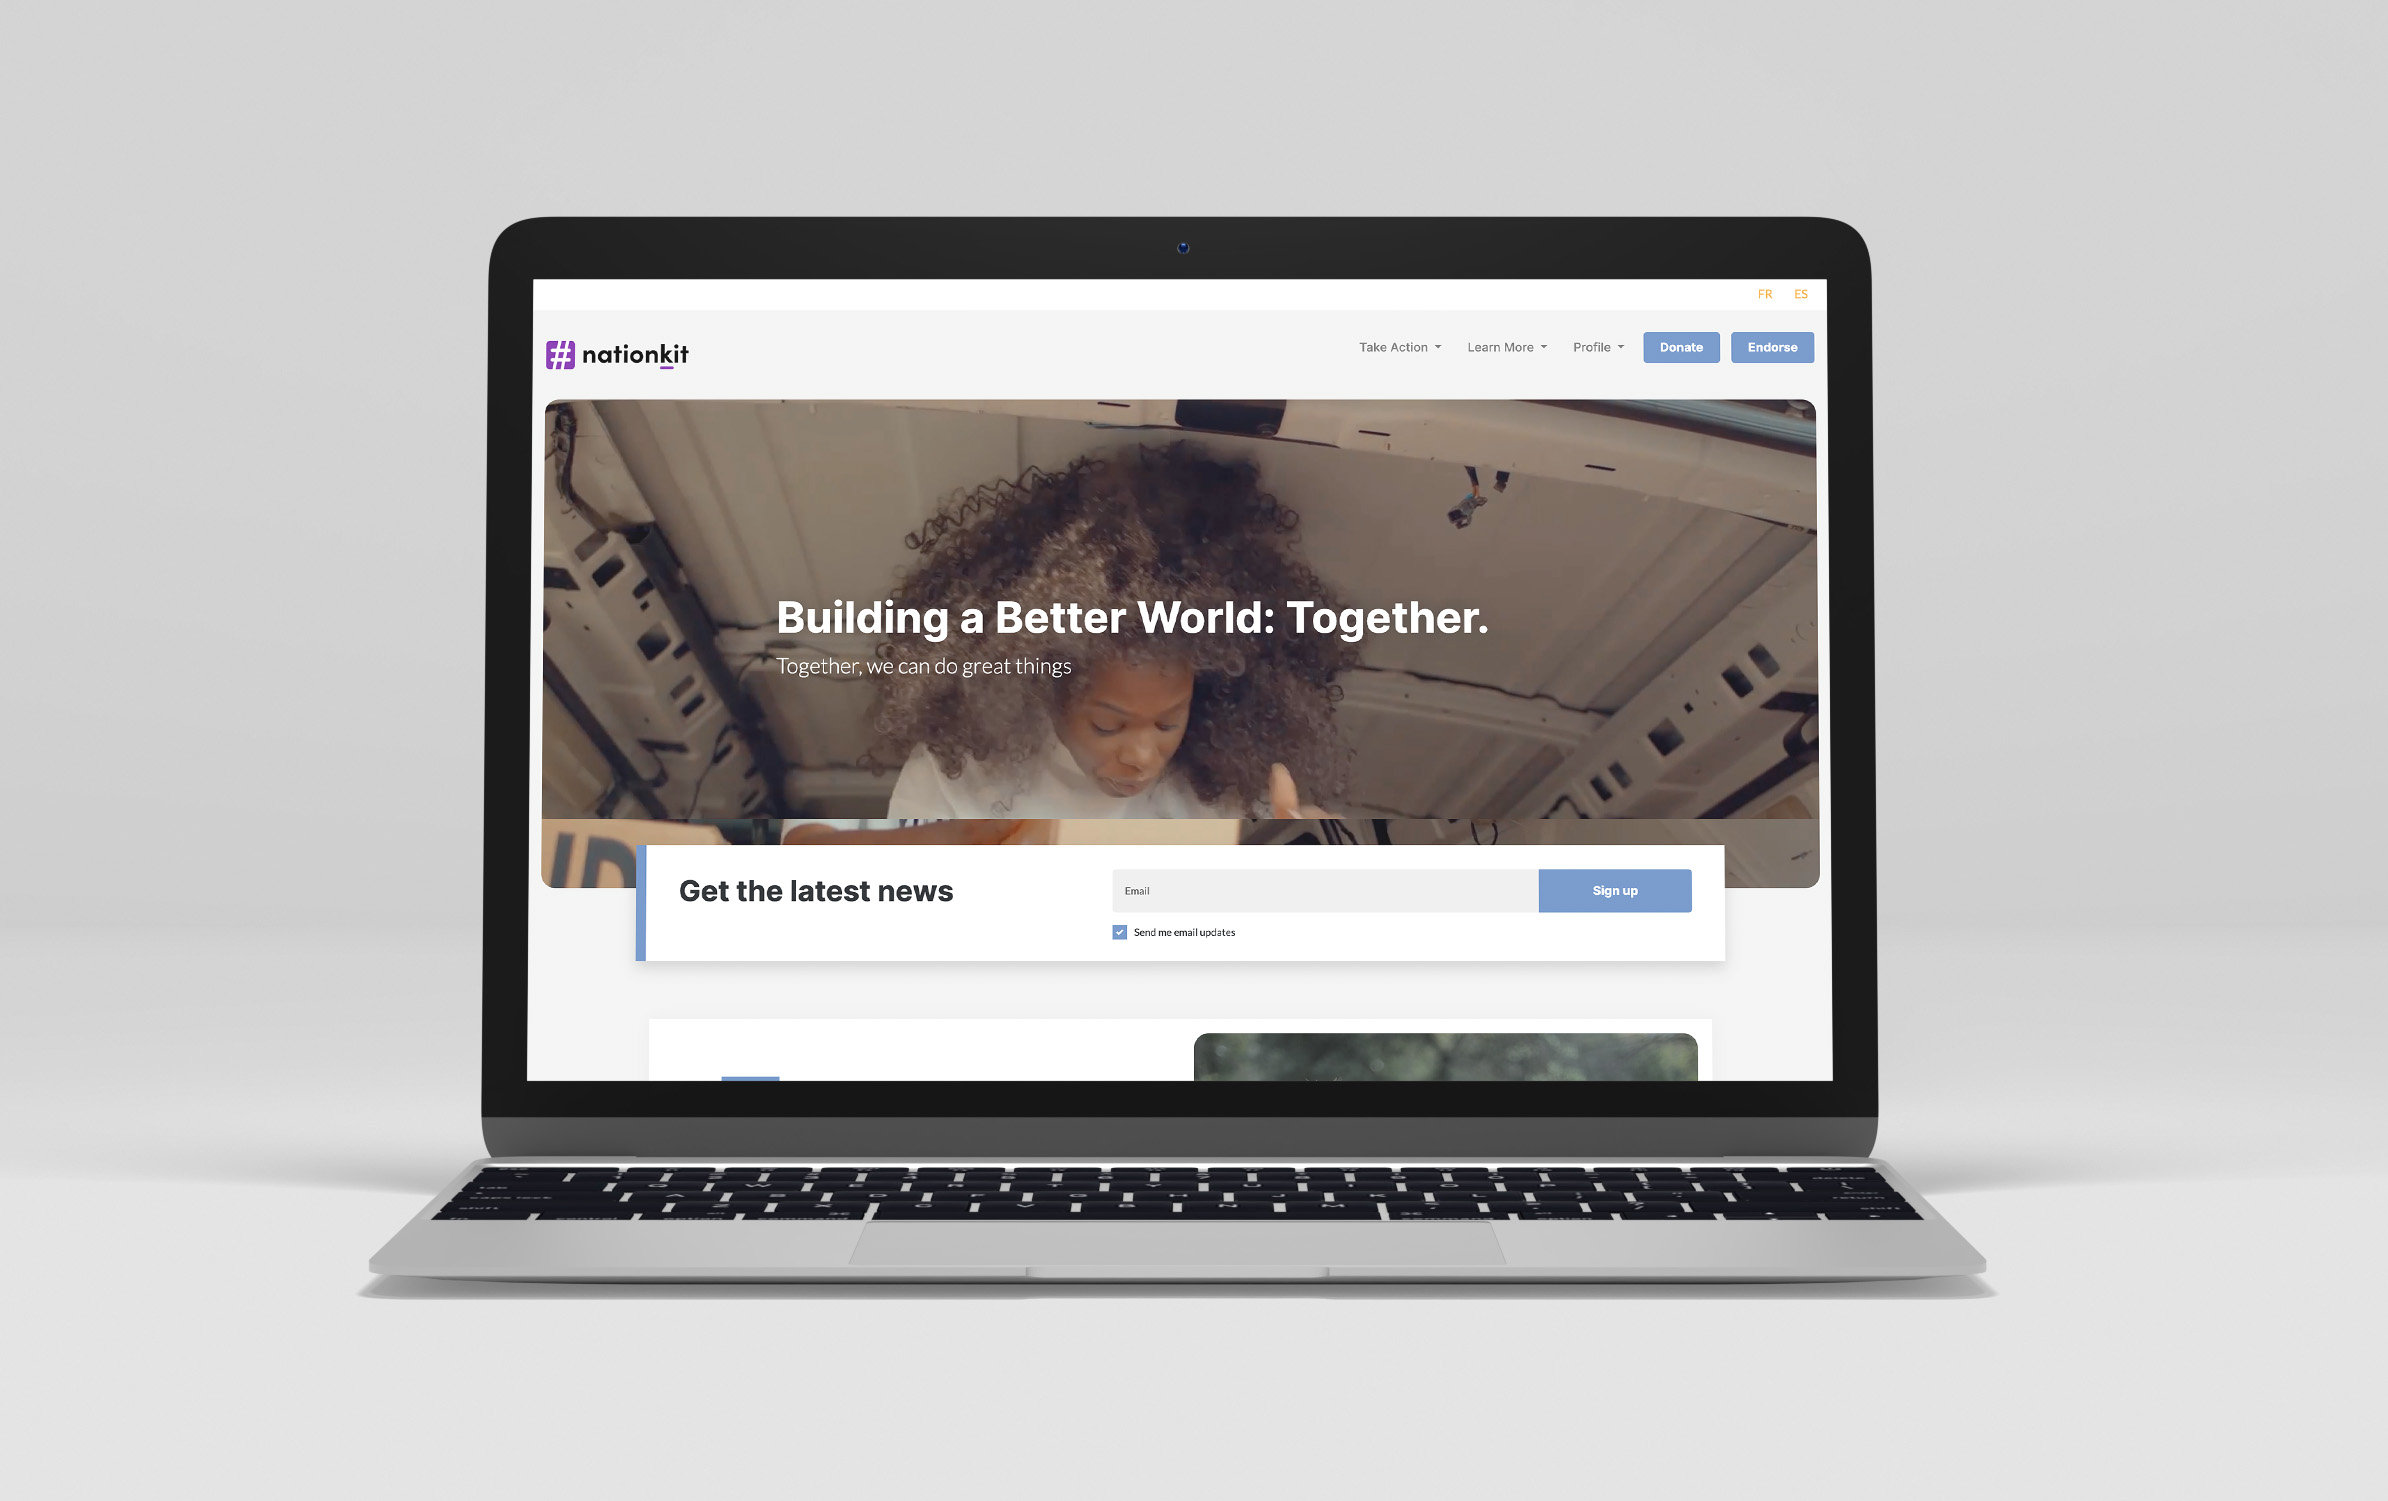 FR ES
# nationkit
Take Action Learn More Profile Donate Endorse
Building a Better World: Together.
Together, we can do great things
Get the latest news
Email
Sign up
Send me email updates